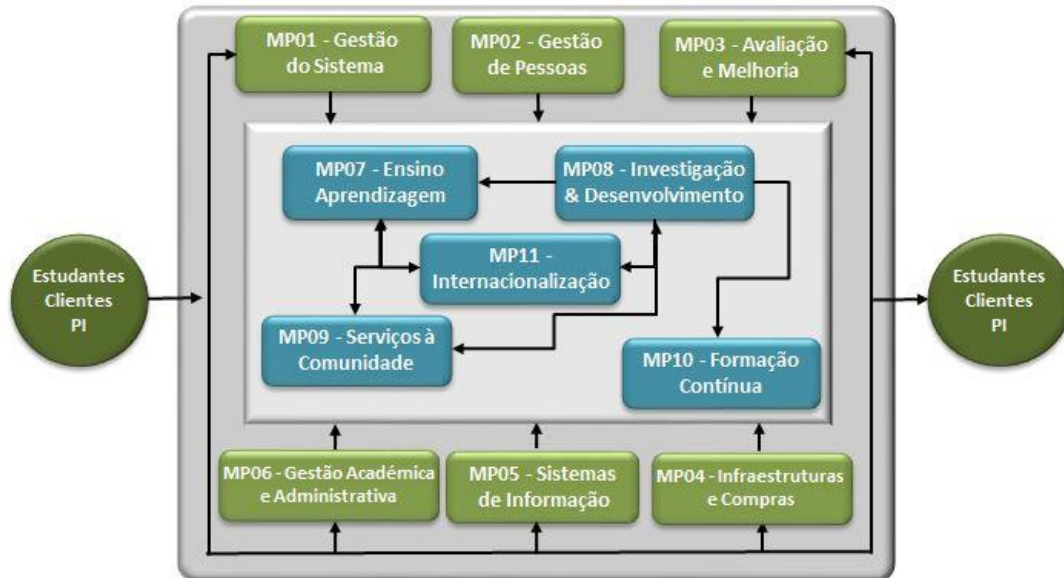 MP01 - Gestão
do Sistema
MP02 - Gestão
de Pessoas
MP03 - Avaliação
e Melhoria
MP07 - Ensino
Aprendizagem
MP08 - Investigação
& Desenvolvimento
MP11 -
Internacionalização
MP09 - Serviços à
Comunidade
MP10 - Formação
Contínua
Estudantes
Clientes
PI
Estudantes
Clientes
PI
MP06 - Gestão Académica
e Administrativa
MP05 - Sistemas
de Informação
MP04 - Infraestruturas
e Compras